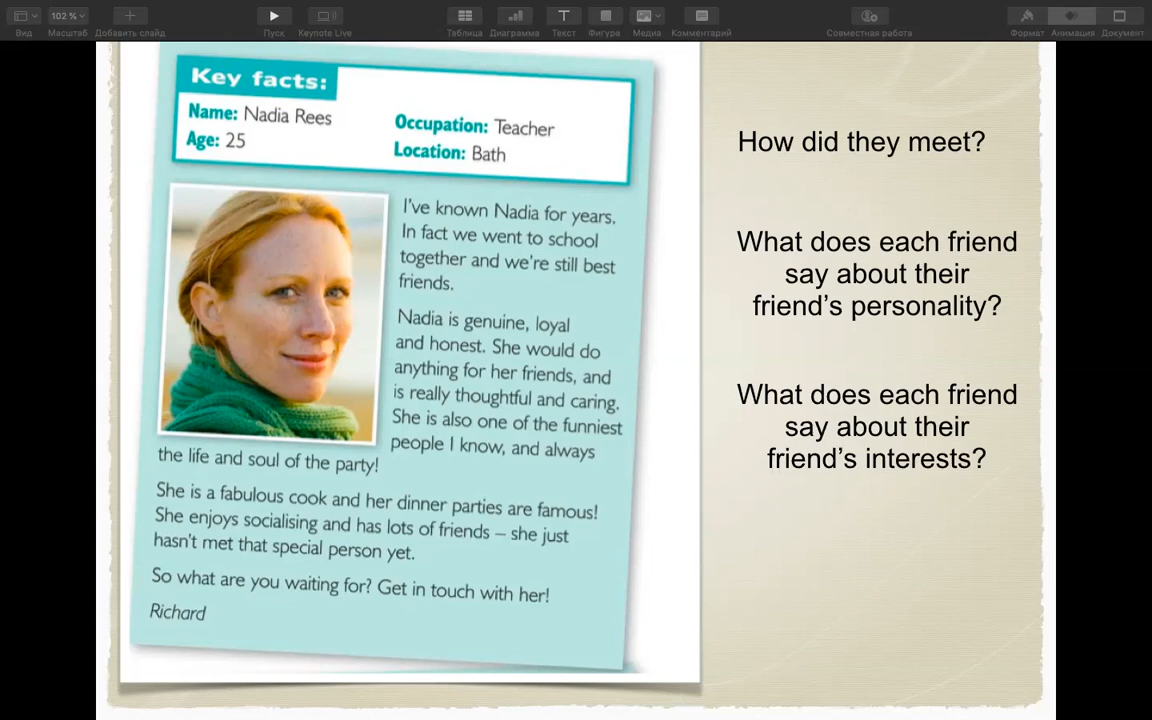 102 %
Вид
Масштаб
Добавить слайд
Пуск
Keynote Live
Таблица
Диаграмма
Текст
Фигура
Медиа
Комментарий
Совместная работа
Формат
Анимация
Документ
Key facts:
Name: Nadia Rees
Age: 25
Occupation: Teacher
Location: Bath
I've known Nadia for years.
In fact we went to school
together and we're still best
friends.
Nadia is genuine, loyal
and honest. She would do
anything for her friends, and
is really thoughtful and caring.
She is also one of the funniest
people I know, and always
the life and soul of the party!
She is a fabulous cook and her dinner parties are famous!
She enjoys socialising and has lots of friends – she just
hasn't met that special person yet.
So what are you waiting for? Get in touch with her!
Richard
How did they meet?
What does each friend
say about their
friend's personality?
What does each friend
say about their
friend's interests?